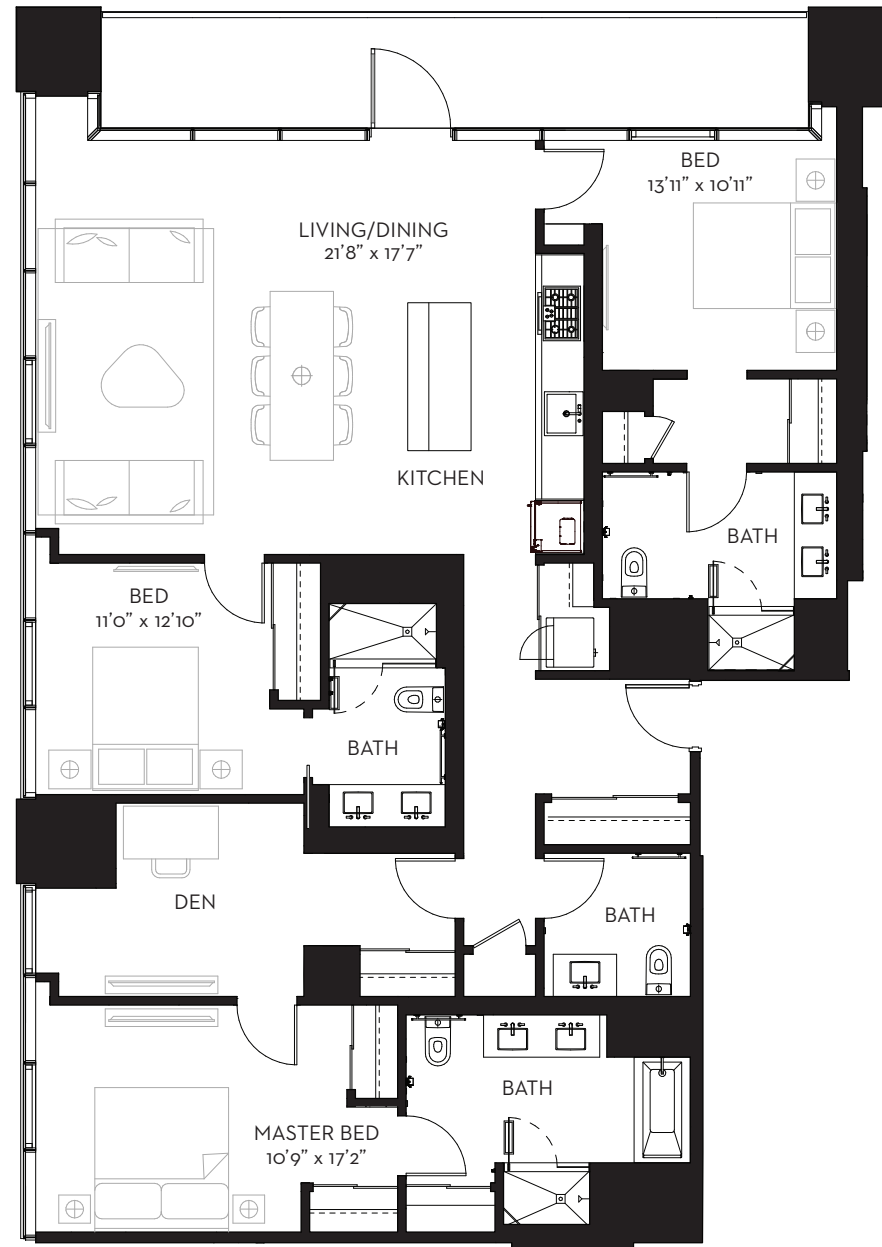 BED
13'11" x 10'11"
LIVING/DINING
21'8" x 17'7"
KITCHEN
BATH
BED
11'0" x 12'10"
BATH
DEN
BATH
BATH
MASTER BED
10'9" x 17'2"